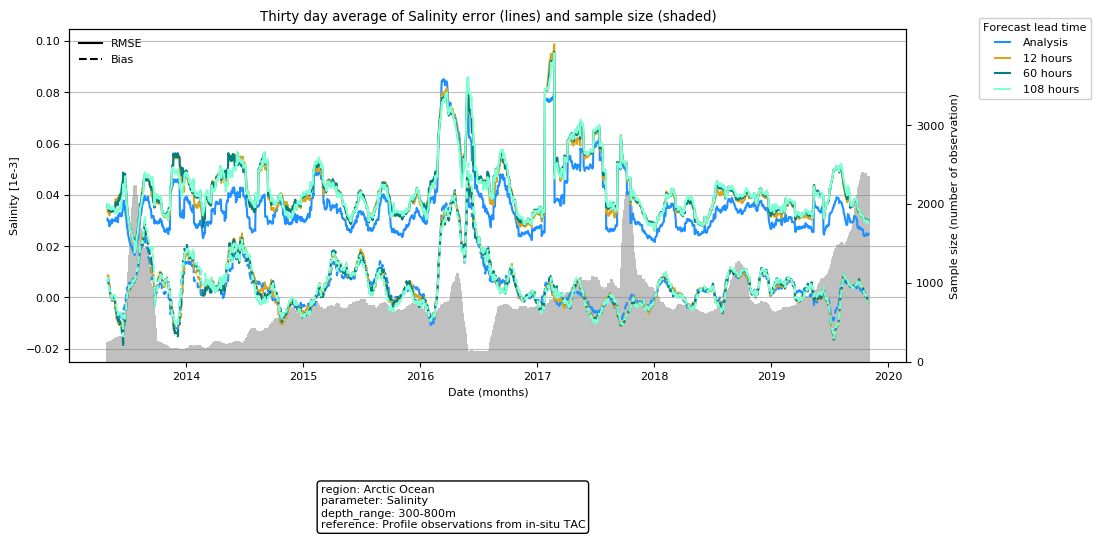 Thirty day average of Salinity error (lines) and sample size (shaded)
Forecast lead time
Analysis
12 hours
60 hours
108 hours
RMSE
Bias
0.10
0.08
0.06
0.04
0.02
0.00
−0.02
Salinity [1e-3]
3000
2000
1000
0
Sample size (number of observation)
2014 2015 2016 2017 2018 2019 2020
Date (months)
region: Arctic Ocean
parameter: Salinity
depth_range: 300-800m
reference: Profile observations from in-situ TAC